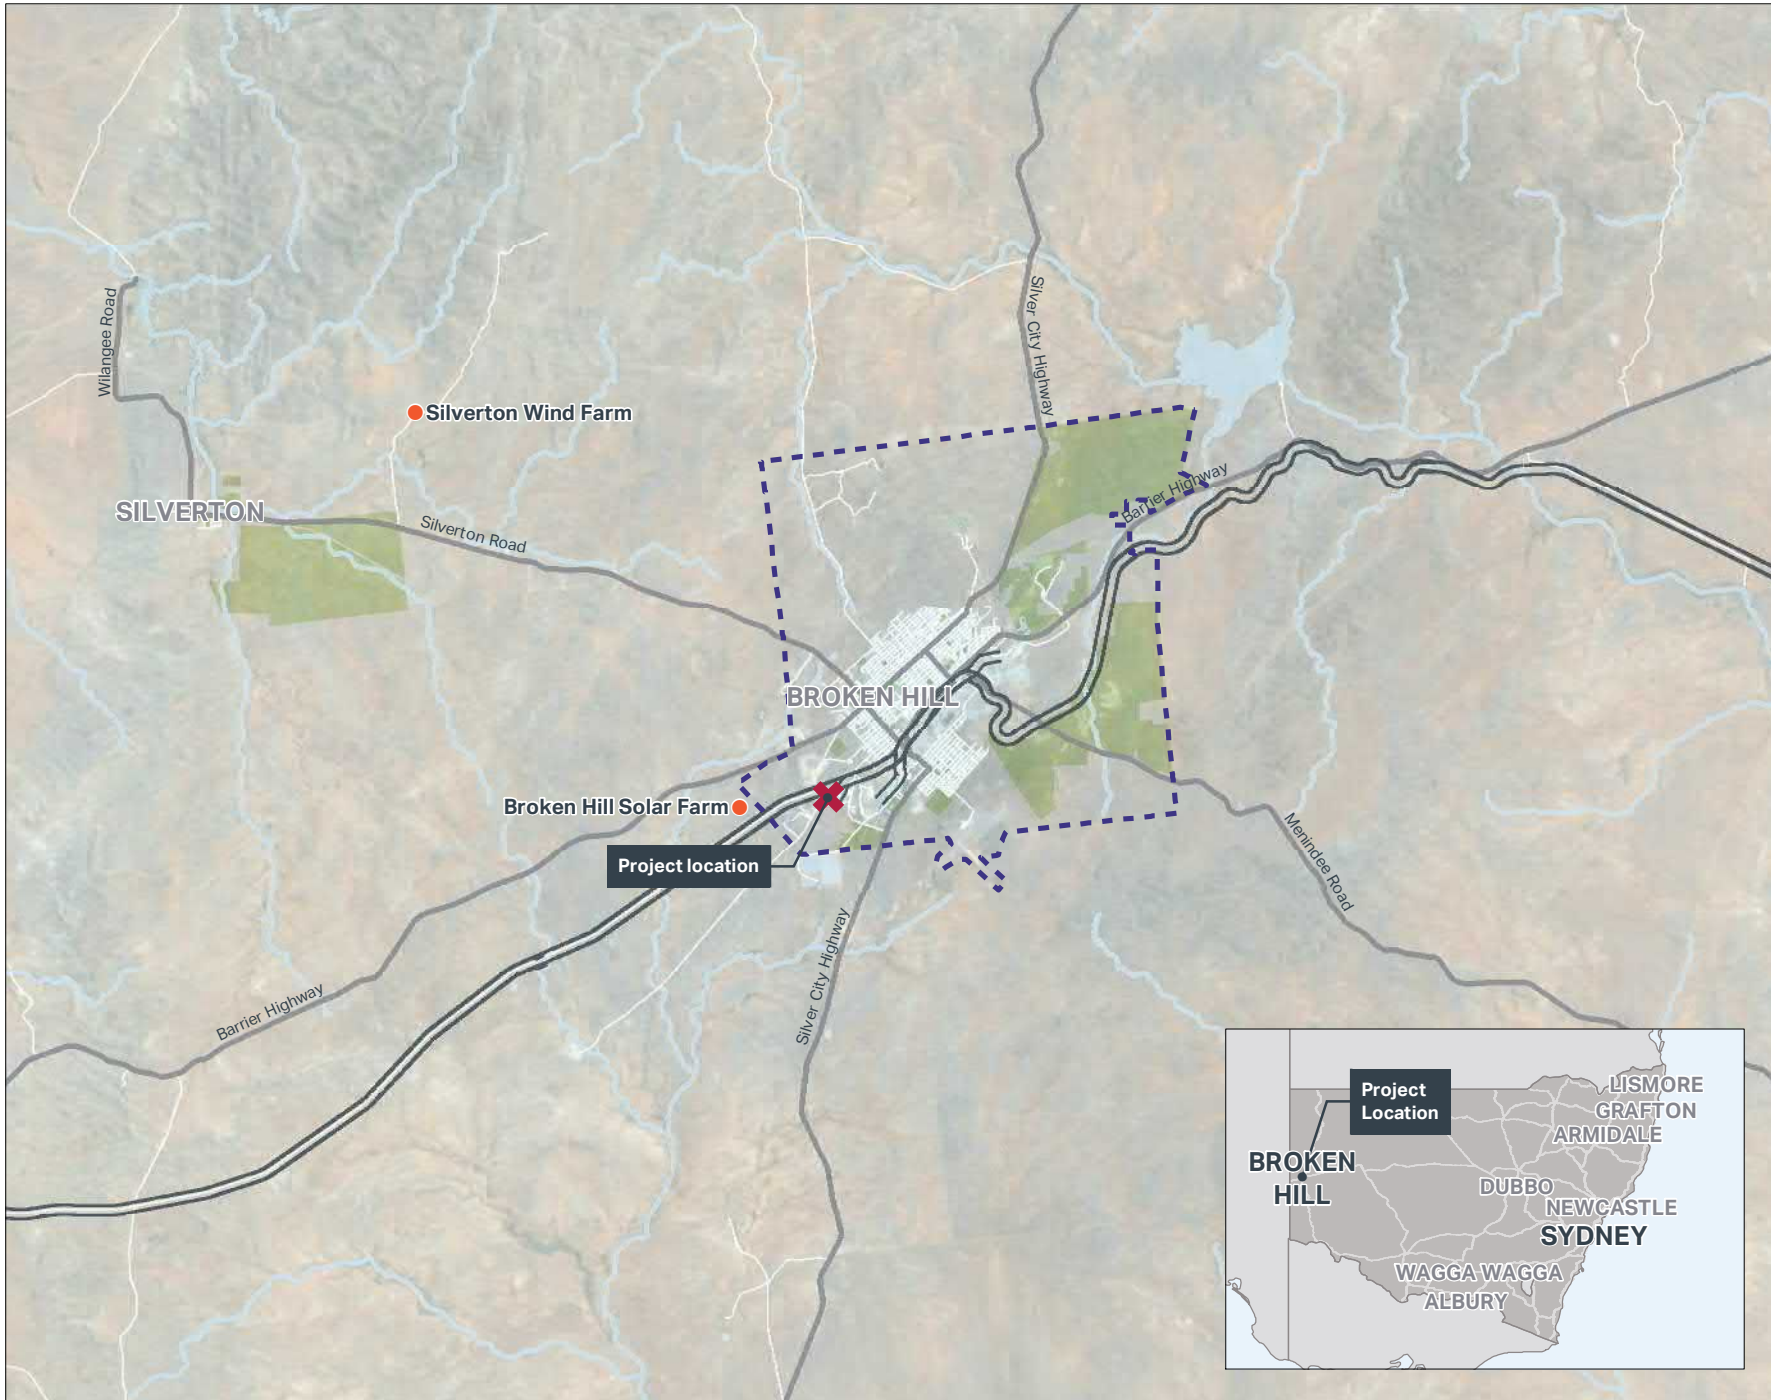 Silver City Highway
Wilangee Road
Silverton Wind Farm
SILVERTON
Silverton Road
Barrier Highway
BROKEN HILL
Broken Hill Solar Farm
Project location
Menindee Road
Silver City Highway
Barrier Highway
Project
Location
LISMORE
GRAFTON
ARMIDALE
BROKEN
HILL
DUBBO
NEWCASTLE
SYDNEY
WAGGA WAGGA
ALBURY